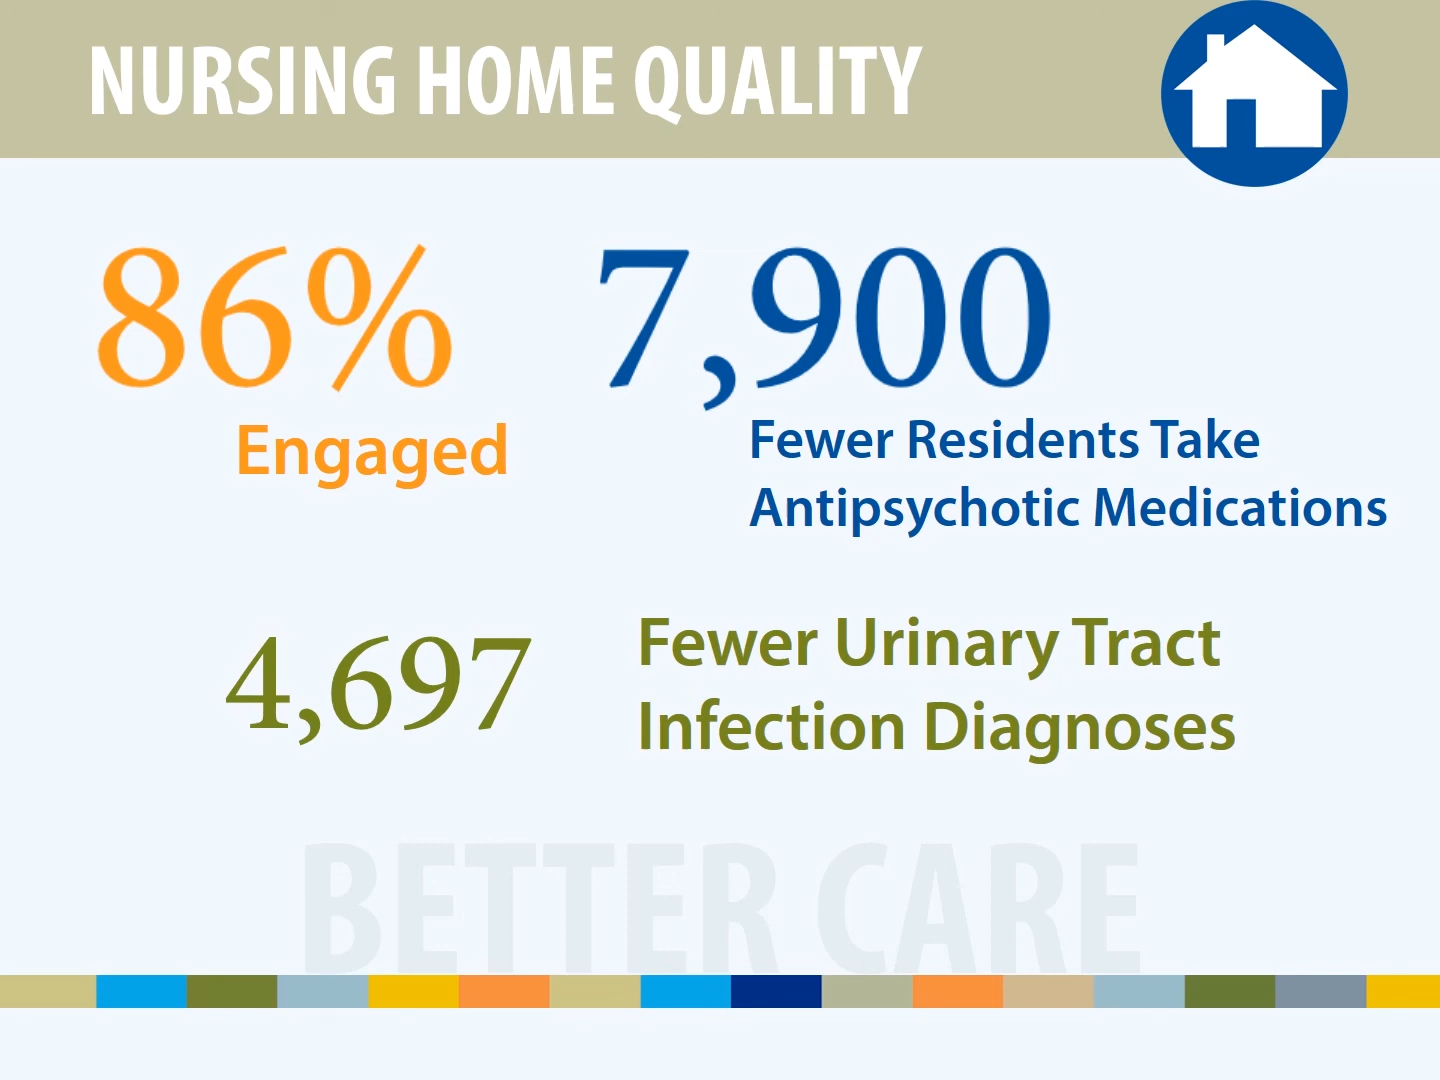 NURSING HOME QUALITY
86%
Engaged
7,900
Fewer Residents Take
Antipsychotic Medications
4,697
Fewer Urinary Tract
Infection Diagnoses
BETTER CARE